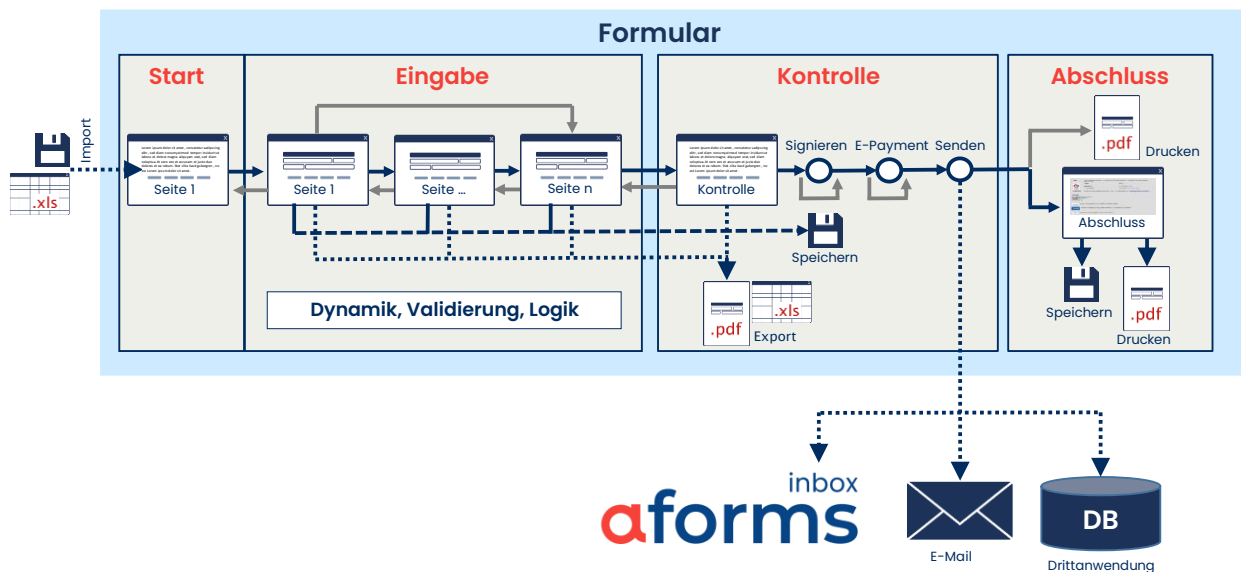 Formular
Start
Eingabe
Kontrolle
Abschluss
Import
.xls
Seite 1
Seite 1
Seite ...
Seite n
Kontrolle
Signieren
E-Payment
Senden
.pdf
Drucken
Abschluss
Speichern
Dynamik, Validierung, Logik
.pdf
.xls
Export
Speichern
.pdf
Drucken
inbox
aforms
E-Mail
DB
Drittanwendung